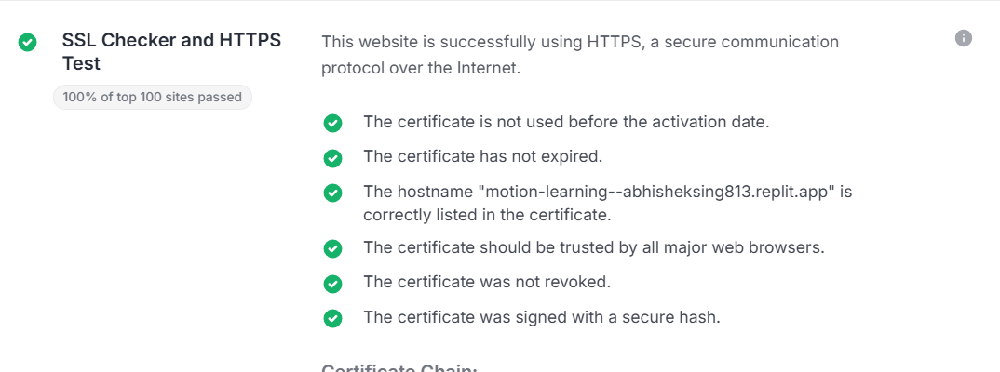 SSL Checker and HTTPS
Test
100% of top 100 sites passed
This website is successfully using HTTPS, a secure communication
protocol over the Internet.
The certificate is not used before the activation date.
The certificate has not expired.
The hostname "motion-learning--abhisheksing813.replit.app" is
correctly listed in the certificate.
The certificate should be trusted by all major web browsers.
The certificate was not revoked.
The certificate was signed with a secure hash.
Certificate Chain: